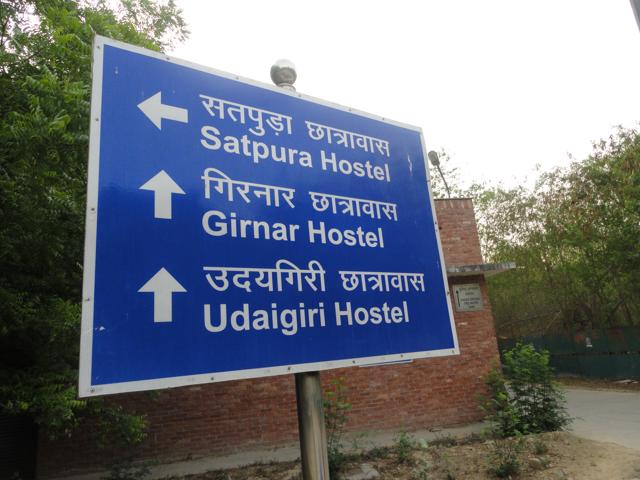 सतपुड़ा छात्रावास
Satpura Hostel
गिरनार छात्रावास
Girnar Hostel
उदयगिरी छात्रावास
Udaigiri Hostel